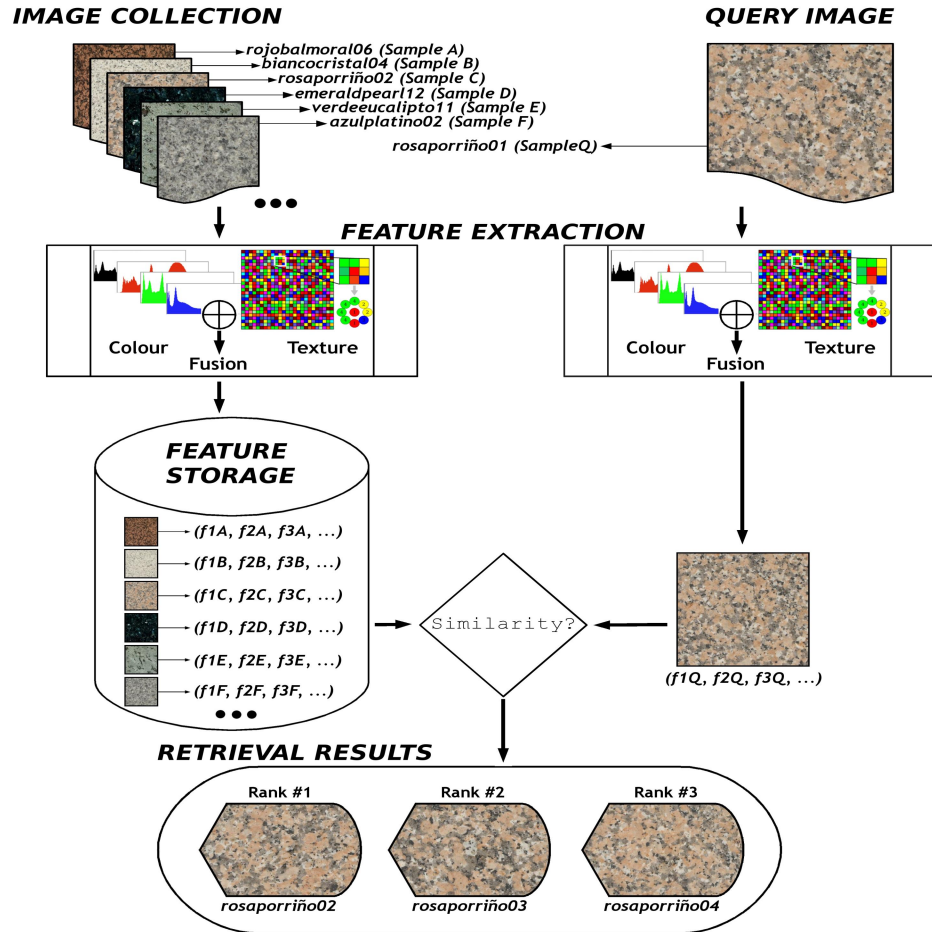 IMAGE COLLECTION
QUERY IMAGE
rojobalmoral06 (Sample A)
biancocristal04 (Sample B)
rosaporriño02 (Sample C)
emeraldpearl12 (Sample D)
verdeeucalipto11 (Sample E)
azulplatino02 (Sample F)
rosaporriño01 (SampleQ)
FEATURE EXTRACTION
Colour
Texture
Fusion
Colour
Texture
Fusion
FEATURE
STORAGE
(f1A, f2A, f3A, ...)
(f1B, f2B, f3B, ...)
(f1C, f2C, f3C, ...)
(f1D, f2D, f3D, ...)
(f1E, f2E, f3E, ...)
(f1F, f2F, f3F, ...)
Similarity?
(f1Q, f2Q, f3Q, ...)
RETRIEVAL RESULTS
Rank #1
Rank #2
Rank #3
rosaporriño02
rosaporriño03
rosaporriño04